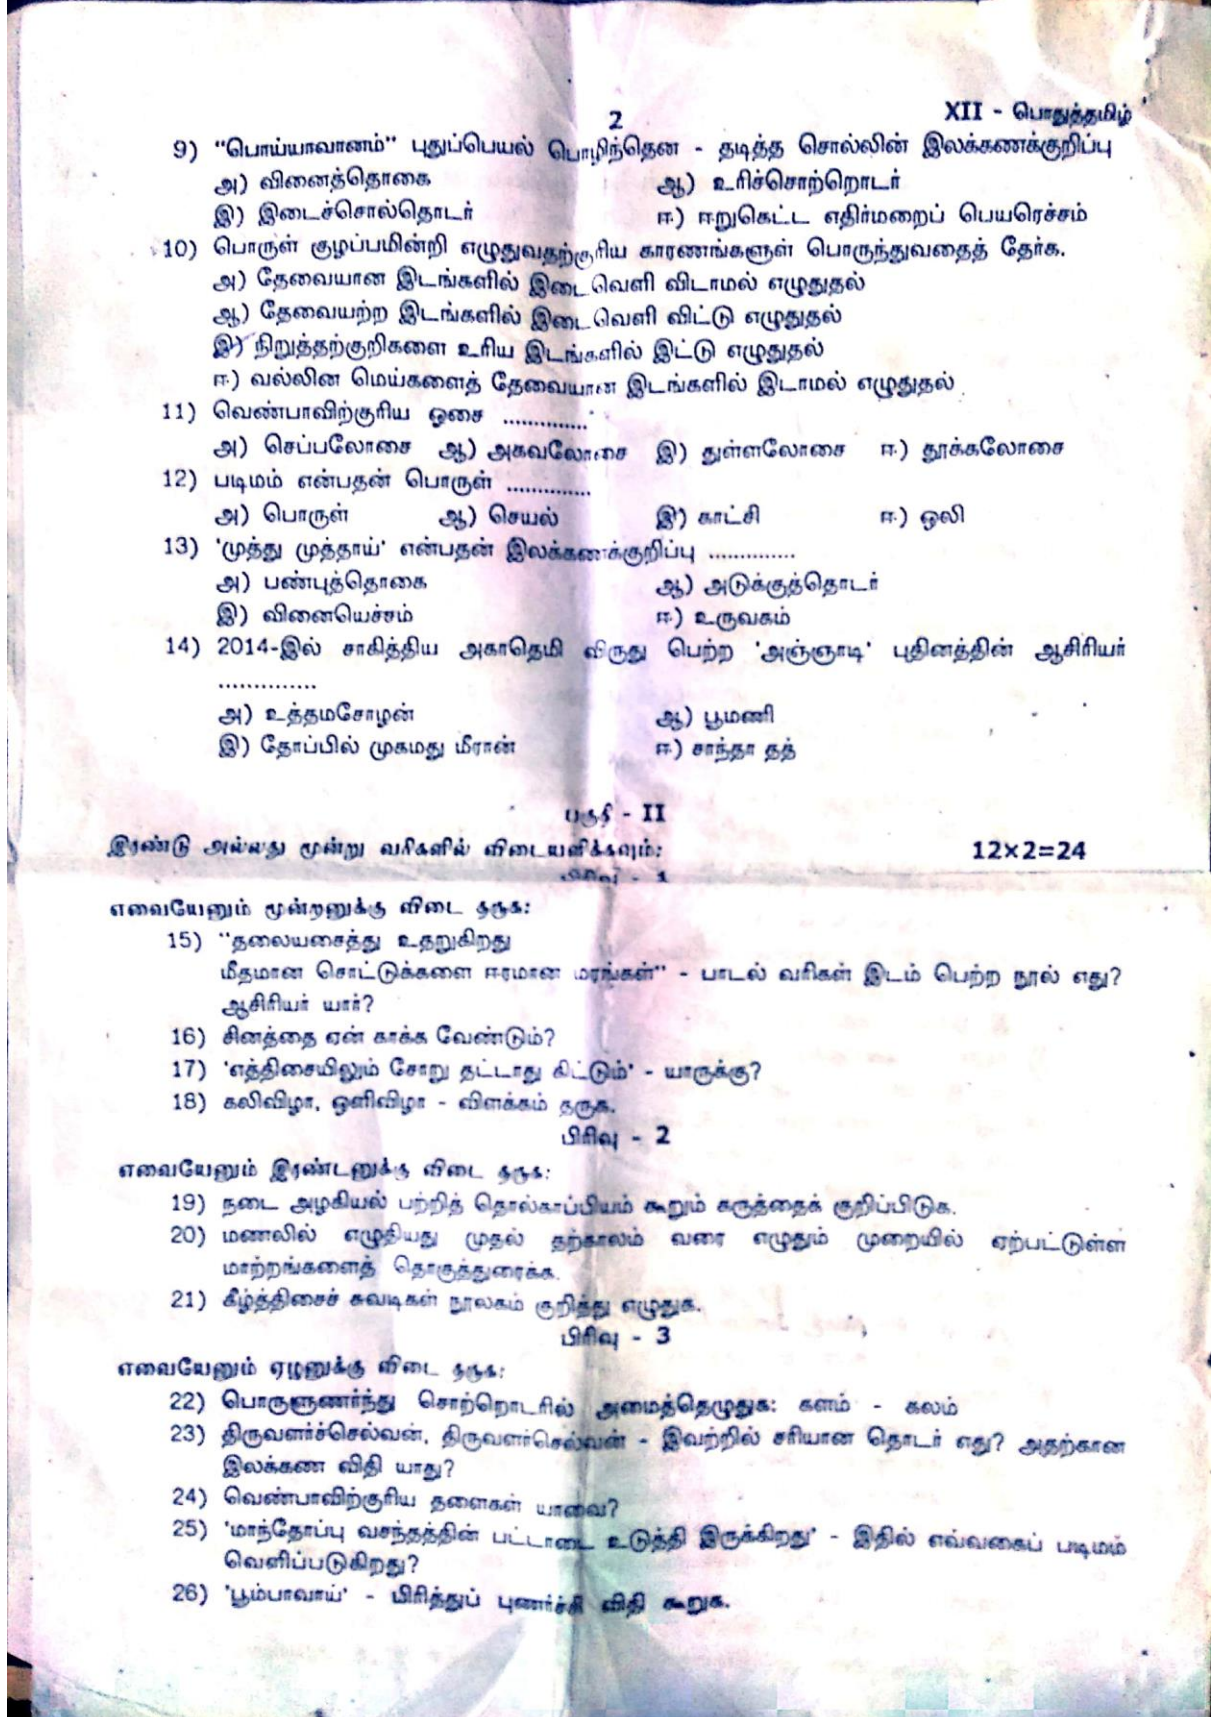 2
XII - பொதுத்தமிழ்
9) "பொய்யாவானம்" புதுப்பெயல் பொழிந்தென - தடித்த சொல்லின் இலக்கணக்குறிப்பு
அ) வினைத்தொகை ஆ) உரிச்சொற்றொடர்
இ) இடைச்சொல்தொடர் ஈ) ஈறுகெட்ட எதிர்மறைப் பெயரெச்சம்
10) பொருள் குழப்பமின்றி எழுதுவதற்குரிய காரணங்களுள் பொருந்துவதைத் தேர்க.
அ) தேவையான இடங்களில் இடைவெளி விடாமல் எழுதுதல்
ஆ) தேவையற்ற இடங்களில் இடைவெளி விட்டு எழுதுதல்
இ) நிறுத்தற்குறிகளை உரிய இடங்களில் இட்டு எழுதுதல்
ஈ) வல்லின மெய்களைத் தேவையான இடங்களில் இடாமல் எழுதுதல்
11) வெண்பாவிற்குரிய ஓசை ..............
அ) செப்பலோசை ஆ) அகவலோசை இ) துள்ளலோசை ஈ) தூக்கலோசை
12) படிமம் என்பதன் பொருள் ..............
அ) பொருள் ஆ) செயல் இ) காட்சி ஈ) ஒலி
13) 'முத்து முத்தாய்' என்பதன் இலக்கணக்குறிப்பு ..............
அ) பண்புத்தொகை ஆ) அடுக்குத்தொடர்
இ) வினையெச்சம் ஈ) உருவகம்
14) 2014-இல் சாகித்திய அகாதெமி விருது பெற்ற 'அஞ்ஞாடி' புதினத்தின் ஆசிரியர்
..............
அ) உத்தமசோழன் ஆ) பூமணி
இ) தோப்பில் முகமது மீரான் ஈ) சாந்தா தத்
பகுதி - II
இரண்டு அல்லது மூன்று வரிகளில் விடையளிக்கவும்: 12x2=24
பிரிவு - 1
எவையேனும் மூன்றனுக்கு விடை தருக:
15) "தலையசைத்து உதறுகிறது
மீதமான சொட்டுக்களை ஈரமான மரங்கள்" - பாடல் வரிகள் இடம் பெற்ற நூல் எது?
ஆசிரியர் யார்?
16) சினத்தை ஏன் காக்க வேண்டும்?
17) 'எத்திசையிலும் சோறு தட்டாது கிட்டும்' - யாருக்கு?
18) கலிவிழா, ஒளிவிழா - விளக்கம் தருக.
பிரிவு - 2
எவையேனும் இரண்டனுக்கு விடை தருக:
19) நடை அழகியல் பற்றித் தொல்காப்பியம் கூறும் கருத்தைக் குறிப்பிடுக.
20) மணலில் எழுதியது முதல் தற்காலம் வரை எழுதும் முறையில் ஏற்பட்டுள்ள
மாற்றங்களைத் தொகுத்துரைக்க.
21) கீழ்த்திசைச் சுவடிகள் நூலகம் குறித்து எழுதுக.
பிரிவு - 3
எவையேனும் ஏழனுக்கு விடை தருக:
22) பொருளுணர்ந்து சொற்றொடரில் அமைத்தெழுதுக: களம் - கலம்
23) திருவளர்ச்செல்வன், திருவளர்செல்வன் - இவற்றில் சரியான தொடர் எது? அதற்கான
இலக்கண விதி யாது?
24) வெண்பாவிற்குரிய தளைகள் யாவை?
25) 'மாந்தோப்பு வசந்தத்தின் பட்டாடை உடுத்தி இருக்கிறது' - இதில் எவ்வகைப் படிமம்
வெளிப்படுகிறது?
26) 'பூம்பாவாய்' - பிரித்துப் புணர்ச்சி விதி கூறுக.